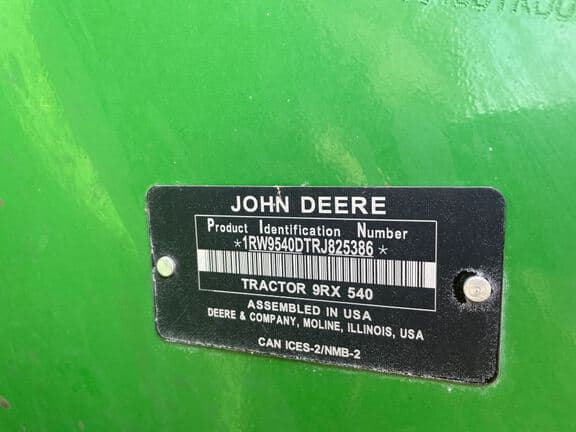 JOHN DEERE
Product Identification Number
*1RW9540DTRJ825386*
TRACTOR 9RX 540
ASSEMBLED IN USA
DEERE & COMPANY, MOLINE, ILLINOIS, USA
CAN ICES-2/NMB-2